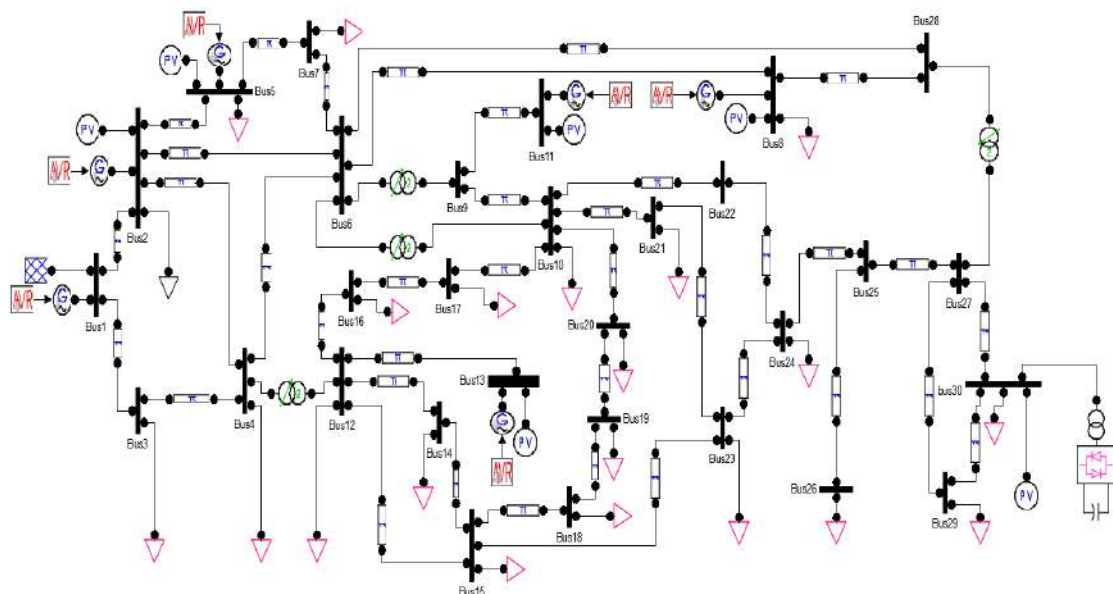 Bus28
AVR
G
π
PV
Bus7
π
π
π
Bus5
G
AVR
AVR
G
π
π
PV
π
PV
Bus11
PV
Bus8
π
AVR
G
π
π
Bus2
Bus6
Bus9
π
π
Bus22
π
Bus21
Bus10
π
Bus16
π
Bus17
π
Bus25
Bus27
AVR
G
Bus1
Bus20
Bus24
π
Bus13
bus30
π
Bus3
Bus4
Bus12
π
Bus14
G
PV
AVR
Bus19
Bus23
Bus26
PV
Bus29
π
Bus18
Bus15